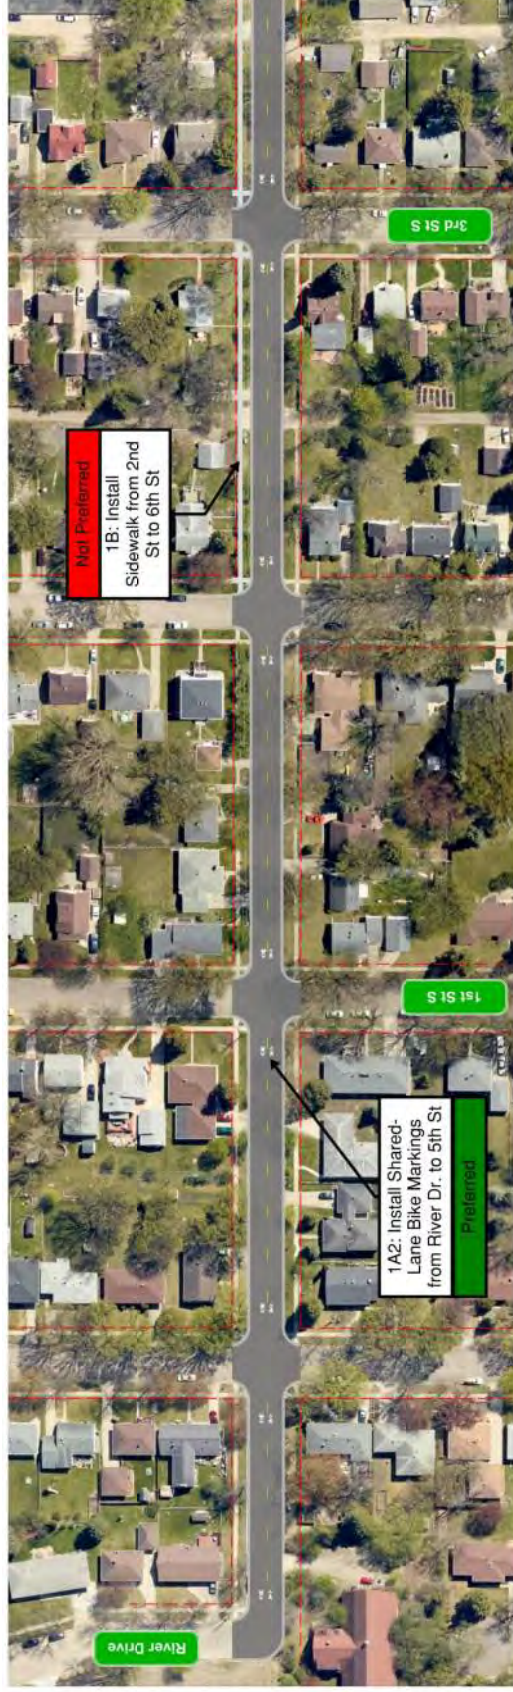 3rd St S
Not Preferred
1B: Install
Sidewalk from 2nd
St to 6th St
1st St S
1A2: Install Shared-
Lane Bike Markings
from River Dr. to 5th St
Preferred
River Drive